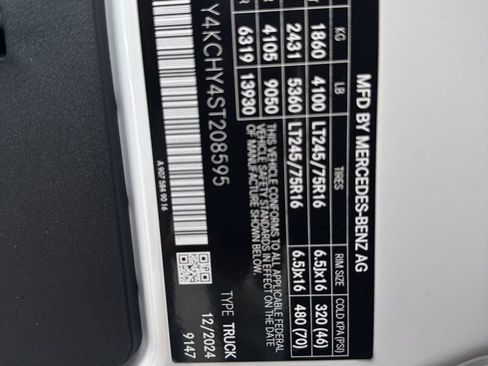 MFD BY MERCEDES-BENZ AG
KG LB TIRES RIM SIZE COLD KPA (PSI)
1860 4100 LT245/75R16 6.5Jx16 320 (46)
2431 5360 LT245/75R16 6.5Jx16 480 (70)
4105 9050
6319 13930
THIS VEHICLE CONFORMS TO ALL APPLICABLE FEDERAL MOTOR VEHICLE SAFETY STANDARDS IN EFFECT ON THE DATE OF MANUFACTURE SHOWN ABOVE
Y4KCHY4ST208595
TYPE TRUCK
12/2024
A 907 584 90 16
9147